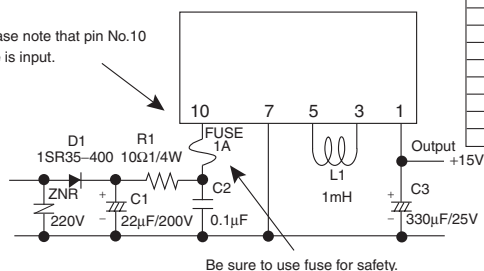 ase note that pin No.10
e is input.
10
7
5
3
1
FUSE
1A
D1
1SR35–400
R1
10Ω1/4W
Output
+15V
L1
1mH
ZNR
220V
+
–
C1
22μF/200V
C2
0.1μF
+
–
C3
330μF/25V
Be sure to use fuse for safety.